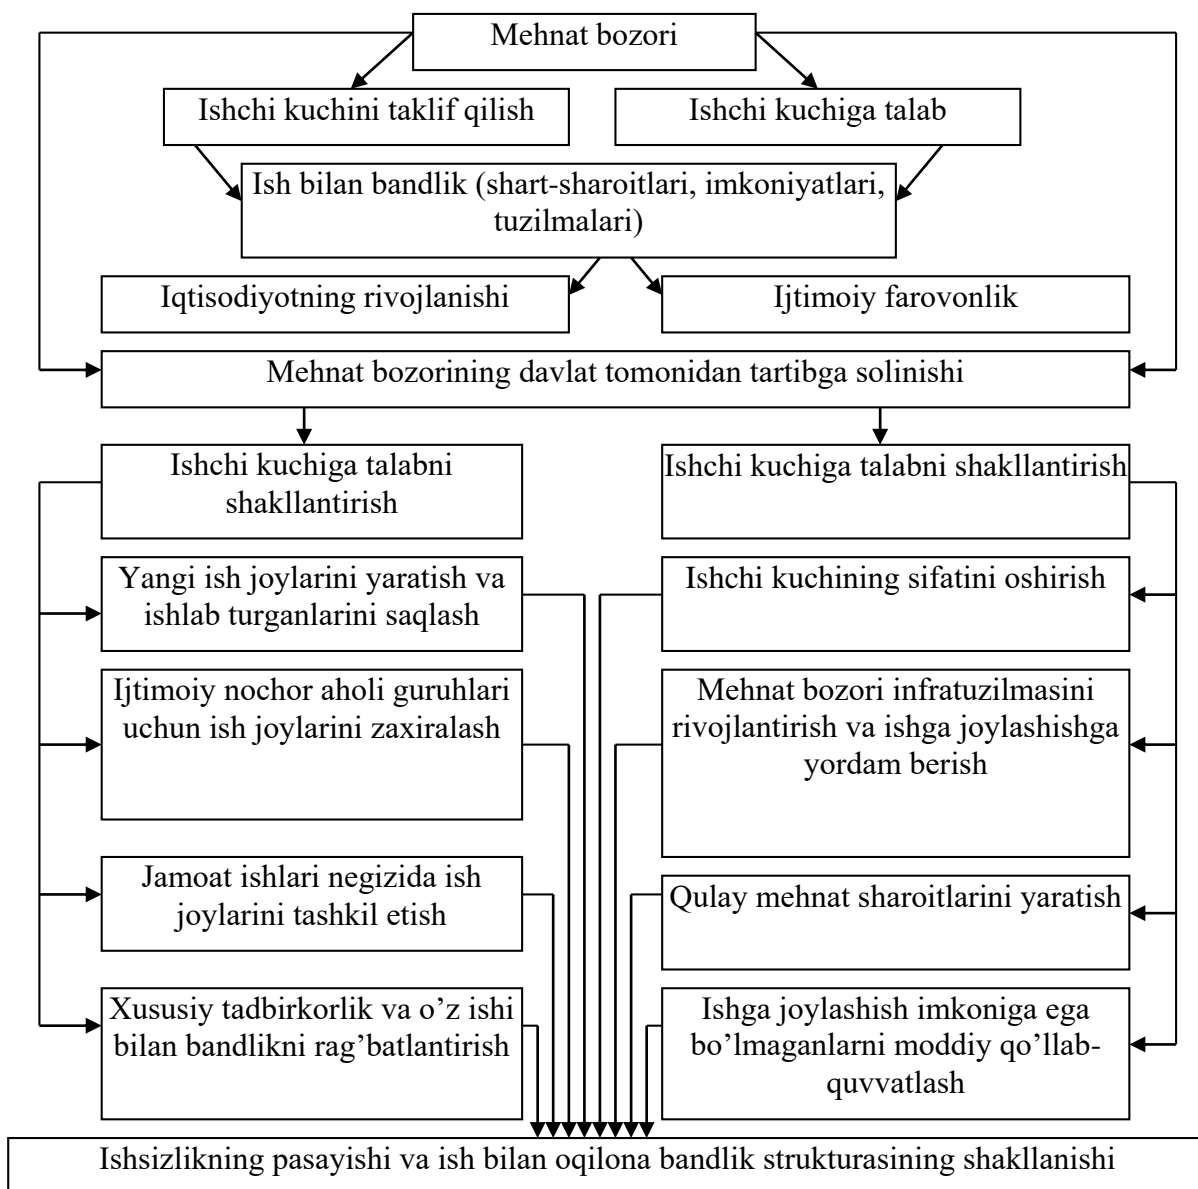 Mehnat bozori
Ishchi kuchini taklif qilish
Ishchi kuchiga talab
Ish bilan bandlik (shart-sharoitlari, imkoniyatlari,
tuzilmalari)
Iqtisodiyotning rivojlanishi
Ijtimoiy farovonlik
Mehnat bozorining davlat tomonidan tartibga solinishi
Ishchi kuchiga talabni
shakllantirish
Ishchi kuchiga talabni shakllantirish
Yangi ish joylarini yaratish va
ishlab turganlarini saqlash
Ishchi kuchining sifatini oshirish
Ijtimoiy nochor aholi guruhlari
uchun ish joylarini zaxiralash
Mehnat bozori infratuzilmasini
rivojlantirish va ishga joylashishga
yordam berish
Jamoat ishlari negizida ish
joylarini tashkil etish
Qulay mehnat sharoitlarini yaratish
Xususiy tadbirkorlik va o’z ishi
bilan bandlikni rag’batlantirish
Ishga joylashish imkoniga ega
bo’lmaganlarni moddiy qo’llab-
quvvatlash
Ishsizlikning pasayishi va ish bilan oqilona bandlik strukturasining shakllanishi